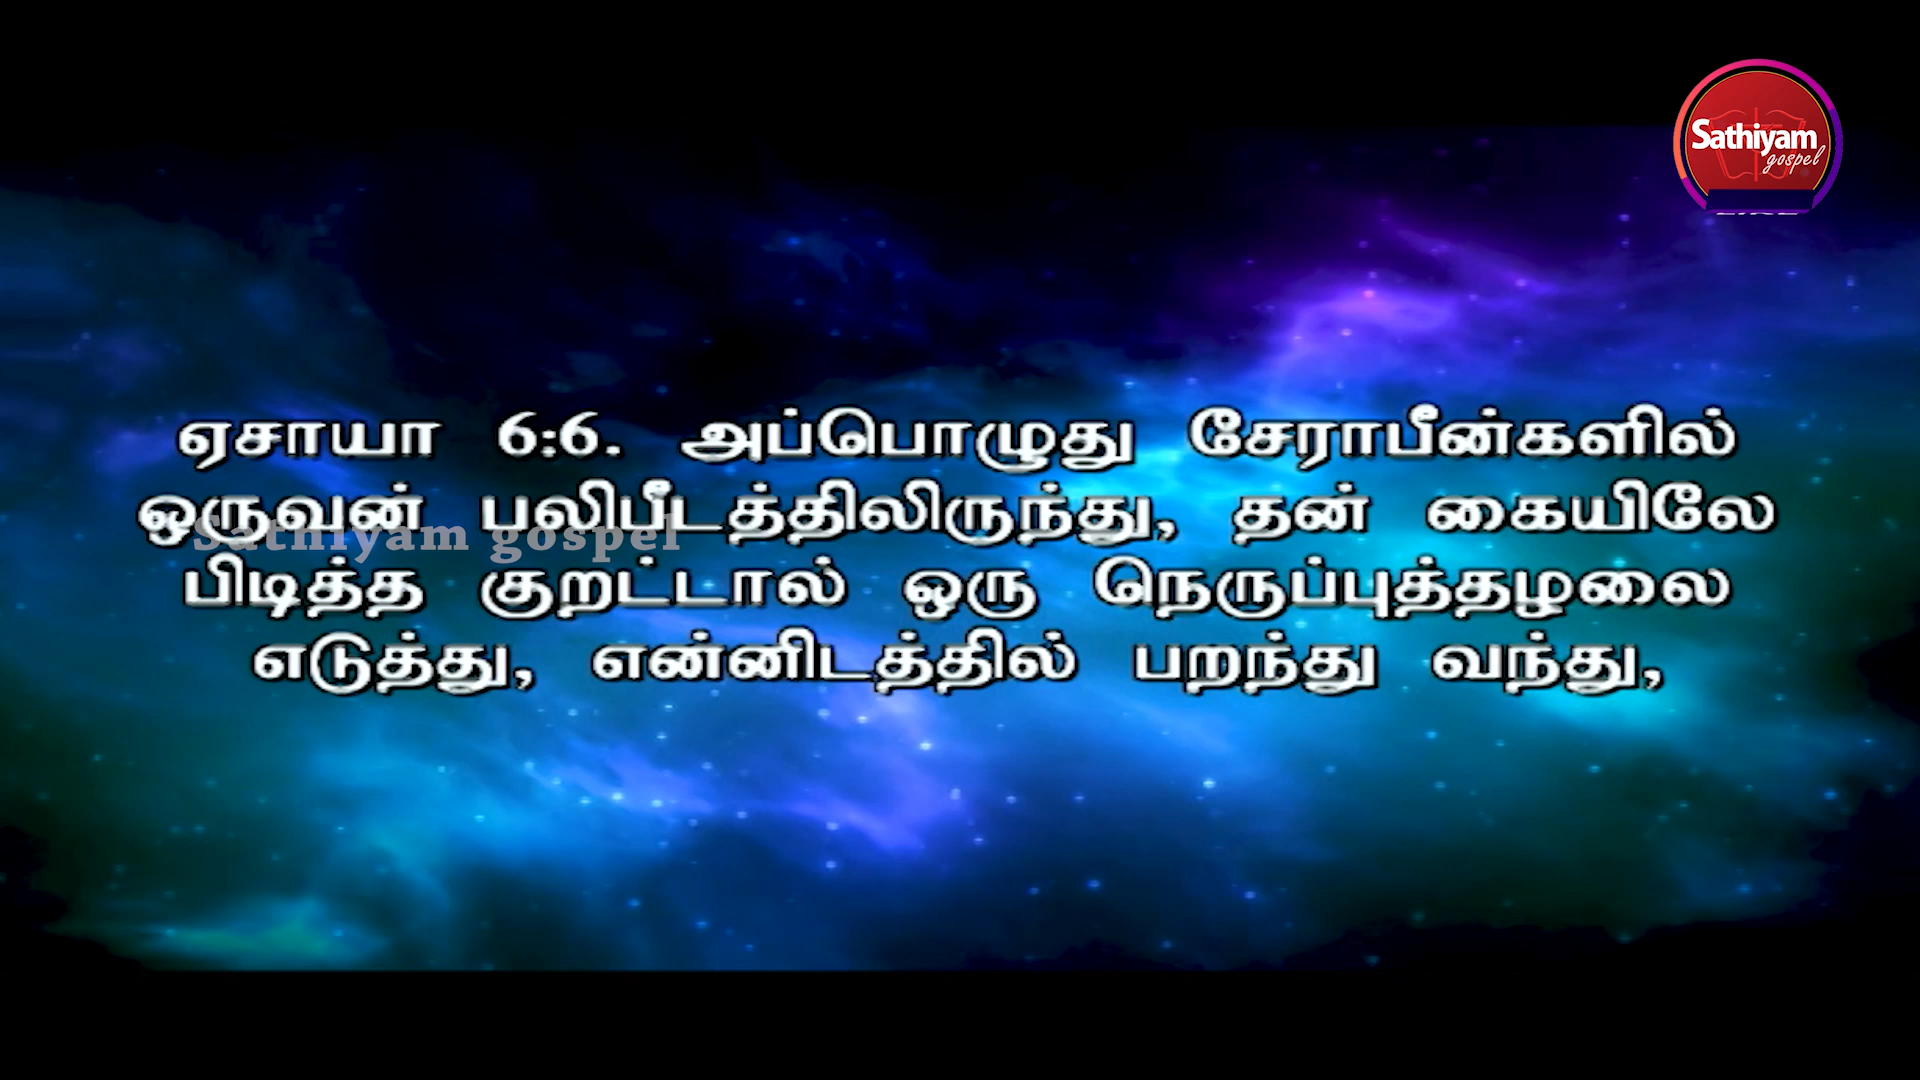 Sathiyam
gospel
ஏசாயா 6:6. அப்பொழுது சேராபீன்களில்
ஒருவன் பலிபீடத்திலிருந்து, தன் கையிலே
Sathiyam gospel
பிடித்த குறட்டால் ஒரு நெருப்புத்தழலை
எடுத்து, என்னிடத்தில் பறந்து வந்து,